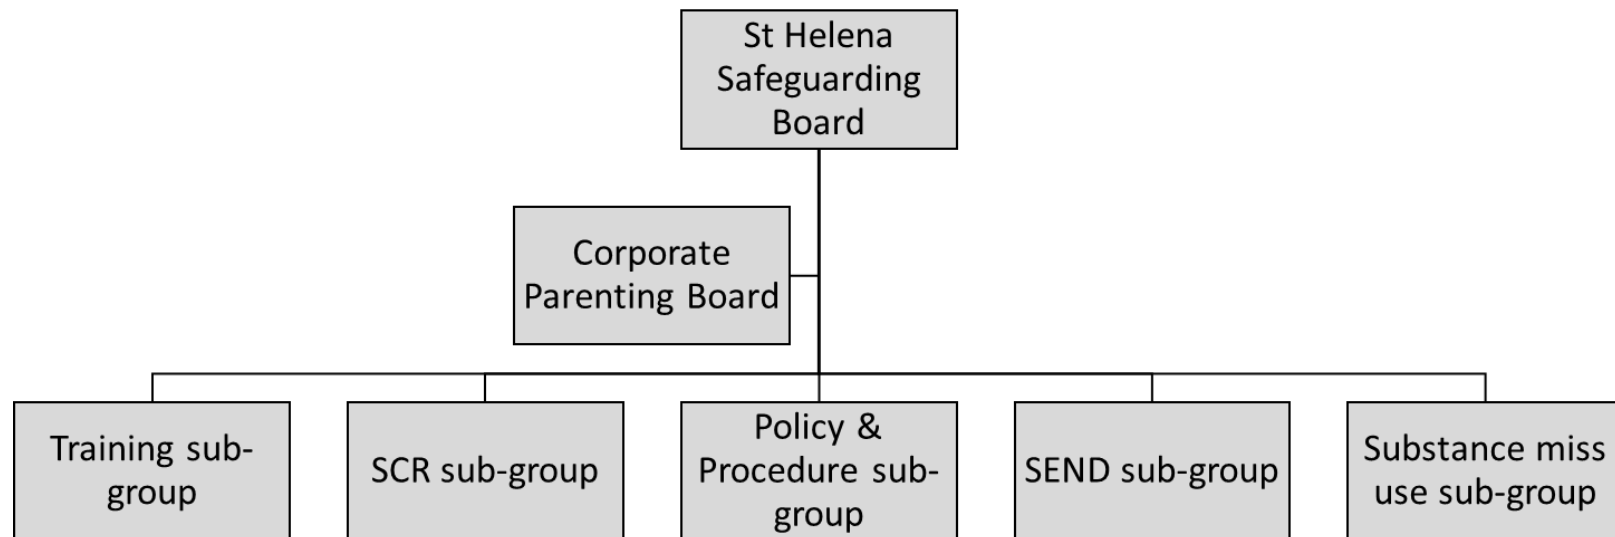 St Helena
Safeguarding
Board
Corporate
Parenting Board
Training sub-
group
SCR sub-group
Policy &
Procedure sub-
group
SEND sub-group
Substance miss
use sub-group